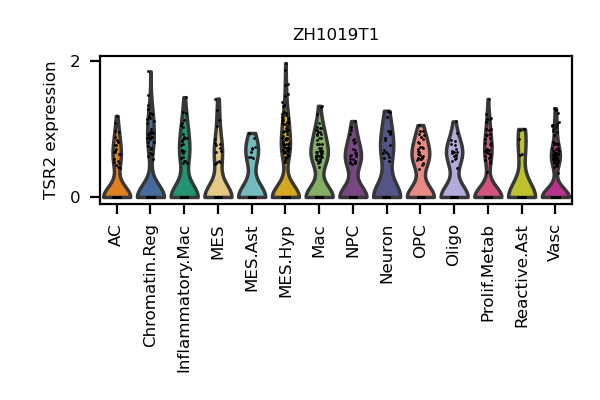 ZH1019T1
TSR2 expression
2
0
AC
Chromatin.Reg
Inflammatory.Mac
MES
MES.Ast
MES.Hyp
Mac
NPC
Neuron
OPC
Oligo
Prolif.Metab
Reactive.Ast
Vasc